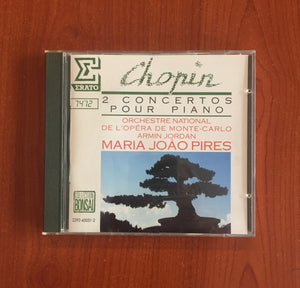 ERATO
7472
Chopin
2 CONCERTOS
POUR PIANO
ORCHESTRE NATIONAL
DE L'OPÉRA DE MONTE-CARLO
ARMIN JORDAN
MARIA JOÃO PIRES
BONSAI